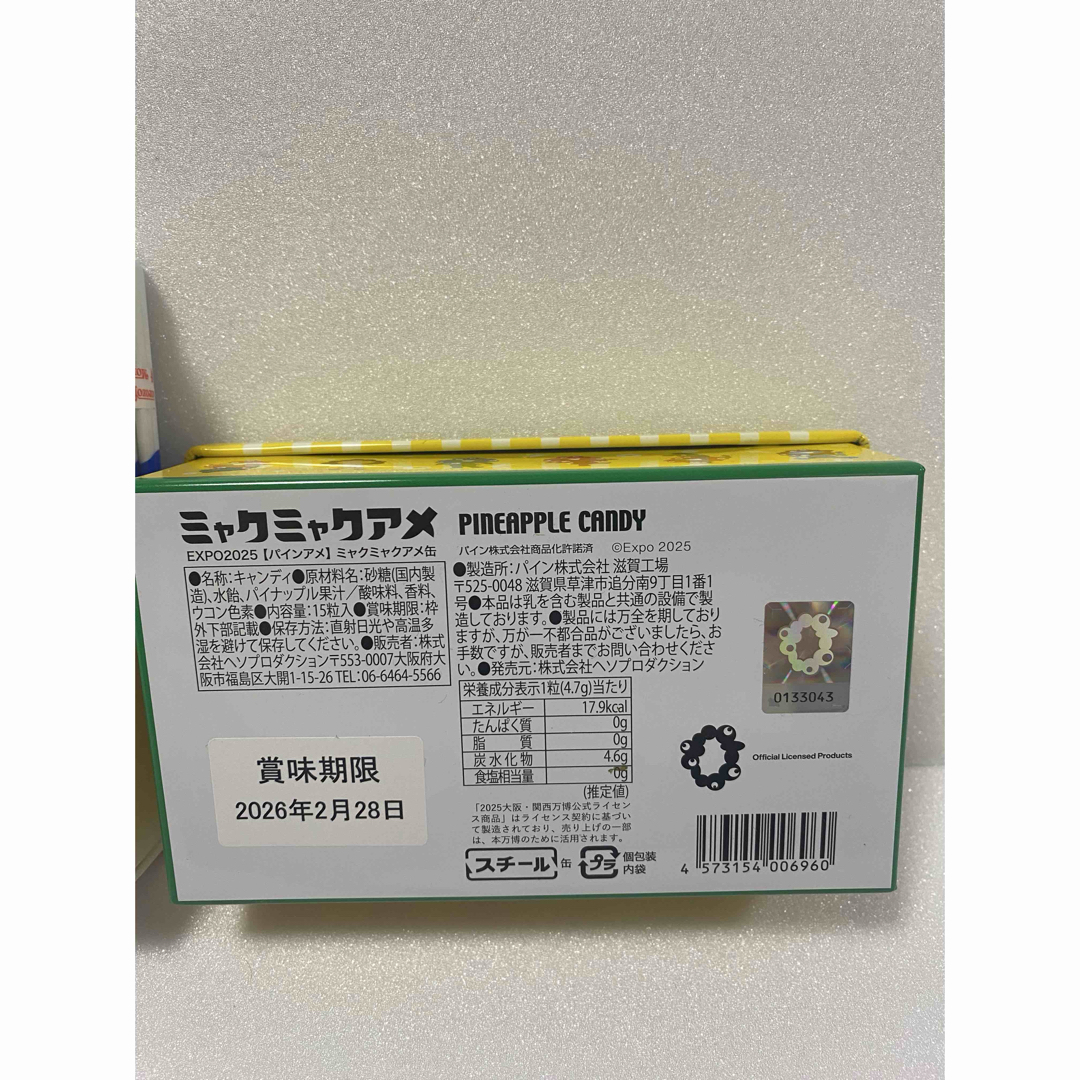 ミャクミャクアメ PINEAPPLE CANDY
EXPO2025【パインアメ】ミャクミャクアメ缶
パイン株式会社商品化許諾済 ©Expo 2025
●名称:キャンディ●原材料名:砂糖(国内製
造)、水飴、パイナップル果汁/酸味料、香料、
ウコン色素●内容量:15粒入●賞味期限:枠
外下部記載●保存方法:直射日光や高温多
湿を避けて保存してください。●販売者:株式
会社ヘソプロダクション〒553-0007大阪府大
阪市福島区大開1-15-26 TEL:06-6464-5566
●製造所:パイン株式会社 滋賀工場
〒525-0048 滋賀県草津市追分南9丁目1番1
号●本品は乳を含む製品と共通の設備で製
造しております。●製品には万全を期しており
ますが、万が一不都合品がございましたら、お
手数ですが、販売者までお問い合わせくださ
い。●発売元:株式会社ヘソプロダクション
栄養成分表示1粒(4.7g)当たり
エネルギー 17.9kcal
たんぱく質 0g
脂質 0g
炭水化物 4.6g
食塩相当量 0g
(推定値)
「2025大阪・関西万博公式ライセン
ス商品」はライセンス契約に基づい
て製造されており、売り上げの一部
は、本万博のために活用されます。
スチール 缶 プラ 個包装
内袋
賞味期限
2026年2月28日
0133043
Official Licensed Products
4 573154 006960